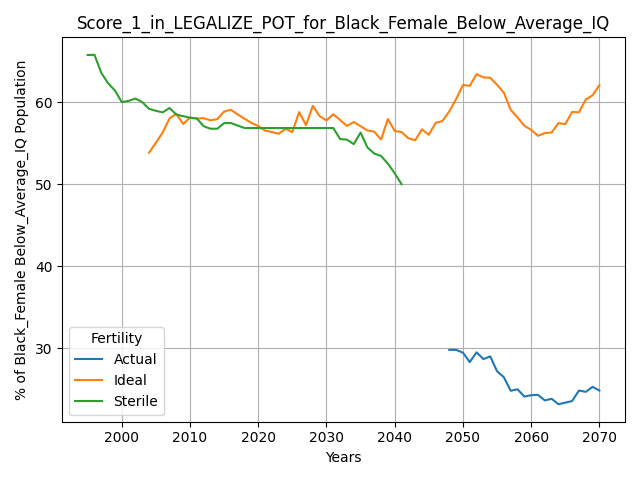 Score_1_in_LEGALIZE_POT_for_Black_Female_Below_Average_IQ
% of Black_Female Below_Average_IQ Population
60
50
40
30
Fertility
Actual
Ideal
Sterile
2000 2010 2020 2030 2040 2050 2060 2070
Years